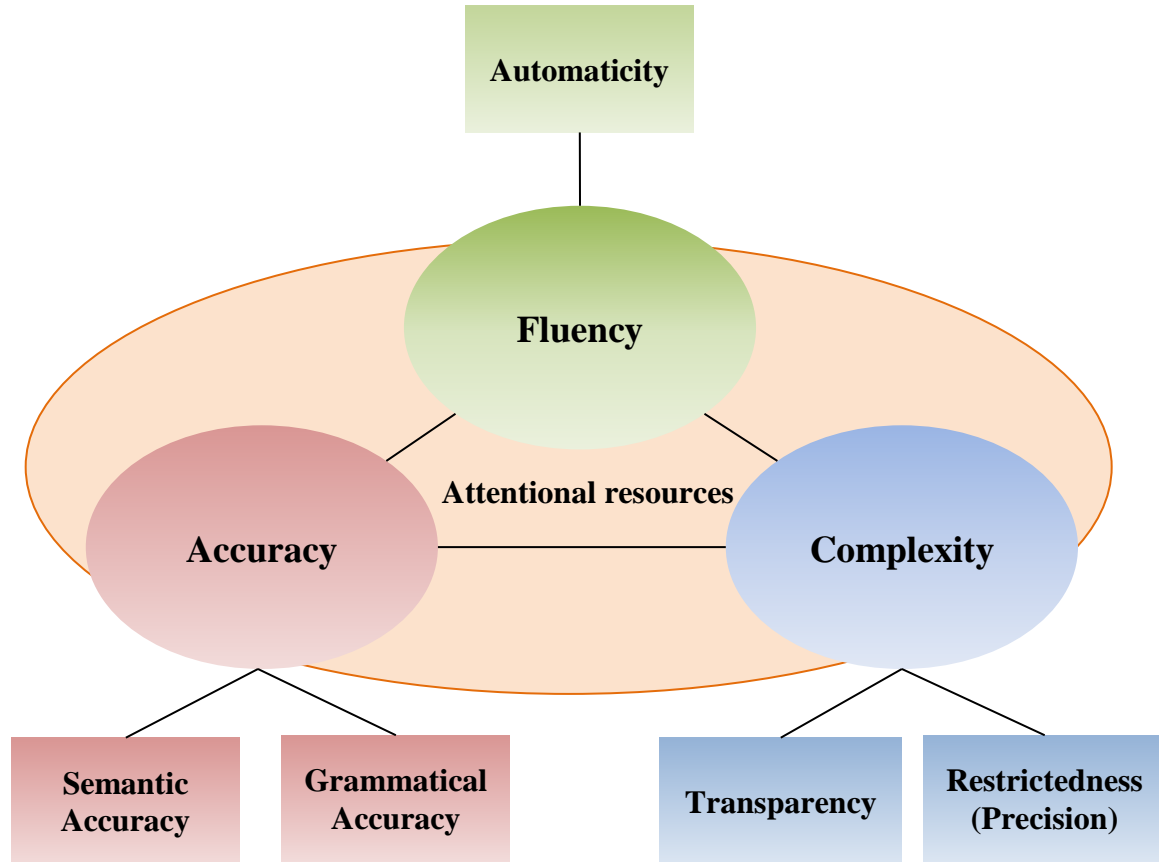 Automaticity
Fluency
Attentional resources
Accuracy
Complexity
Semantic
Accuracy
Grammatical
Accuracy
Transparency
Restrictedness
(Precision)